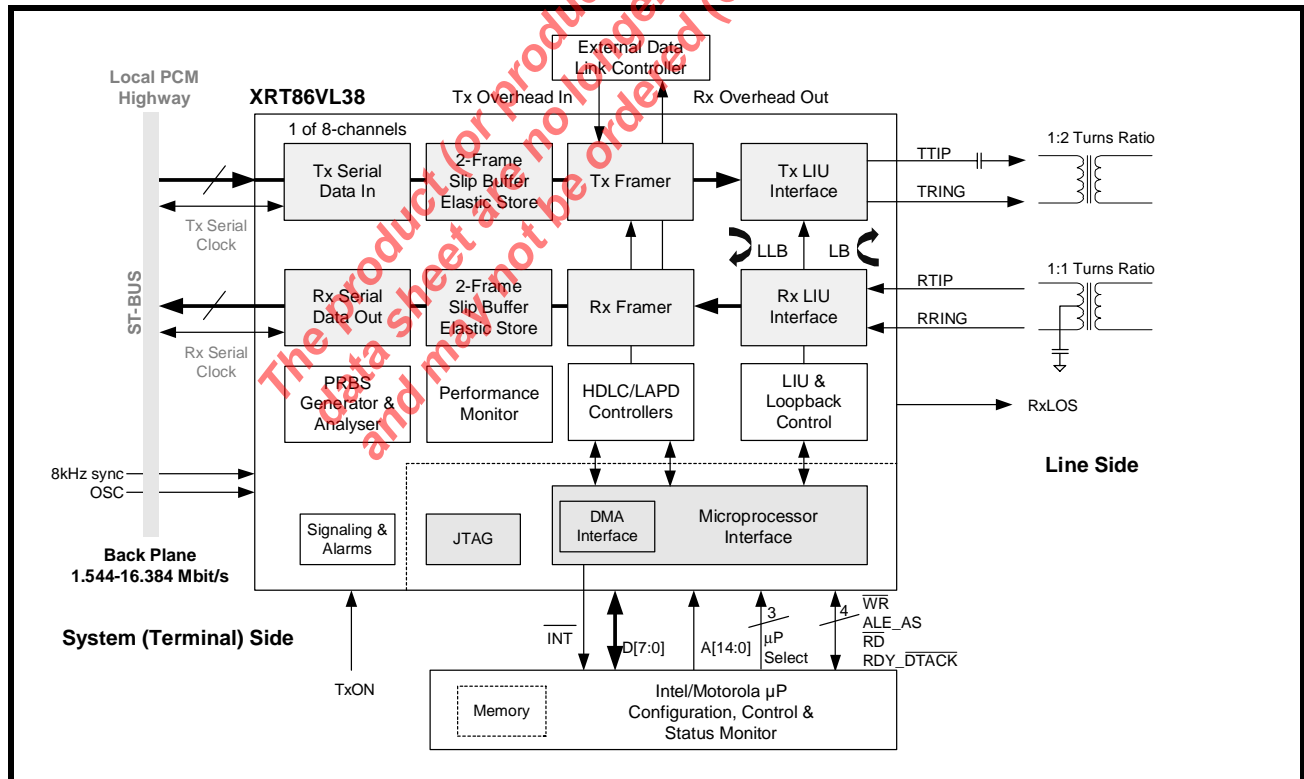 The product (or produc
data sheet are no longer
and may not be ordered (
External Data
Link Controller
Local PCM
Highway
XRT86VL38
Tx Overhead In
Rx Overhead Out
1 of 8-channels
Tx Serial
Data In
2-Frame
Slip Buffer
Elastic Store
Tx Framer
Tx LIU
Interface
TTIP
TRING
1:2 Turns Ratio
Tx Serial
Clock
LLB
LB
ST-BUS
Rx Serial
Data Out
2-Frame
Slip Buffer
Elastic Store
Rx Framer
Rx LIU
Interface
RTIP
RRING
1:1 Turns Ratio
Rx Serial
Clock
PRBS
Generator &
Analyser
Performance
Monitor
HDLC/LAPD
Controllers
LIU &
Loopback
Control
RxLOS
8kHz sync
OSC
Line Side
Signaling &
Alarms
JTAG
DMA
Interface
Microprocessor
Interface
Back Plane
1.544-16.384 Mbit/s
System (Terminal) Side
TxON
INT
D[7:0]
A[14:0]
3
µP
Select
4
WR
ALE_AS
RD
RDY_DTACK
Memory
Intel/Motorola µP
Configuration, Control &
Status Monitor